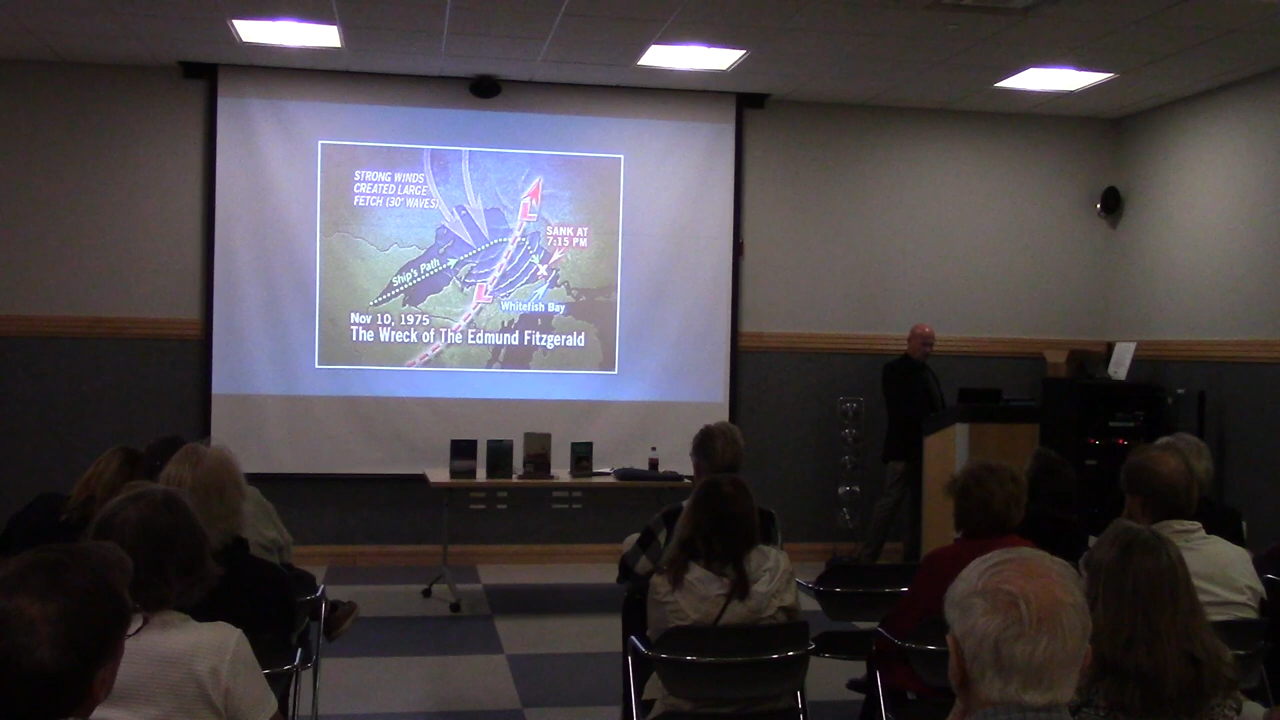 STRONG WINDS
CREATED LARGE
FETCH (30' WAVES)
L
SANK AT
7:15 PM
Ship's Path
L
Whitefish Bay
Nov 10, 1975
The Wreck of The Edmund Fitzgerald